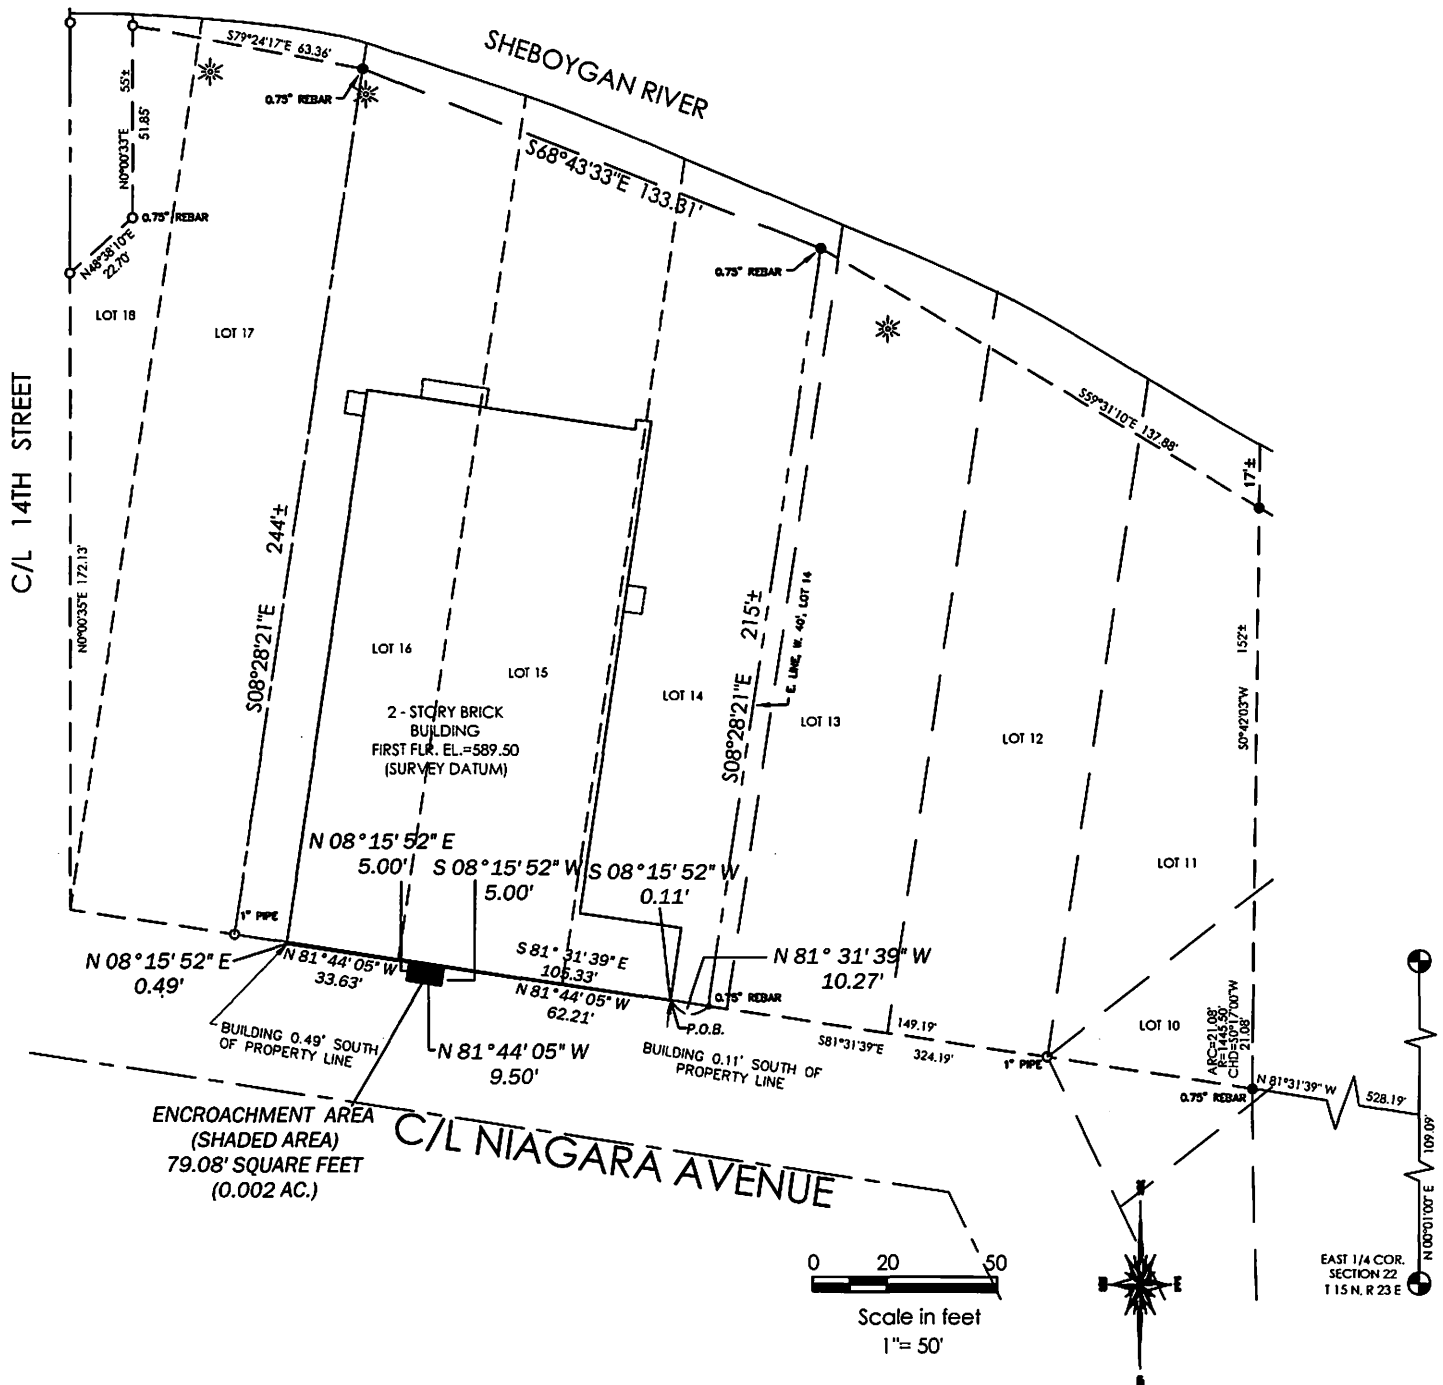 SHEBOYGAN RIVER
S79°24'17"E 63.36'
0.75" REBAR
55'±
51.85'
N0°00'33"E
0.75" REBAR
N48°38'10"E
22.70'
S68°43'33"E 133.81'
0.75" REBAR
LOT 18
LOT 17
C/L 14TH STREET
N0°00'35"E 172.13'
244'±
S08°28'21"E
S59°31'10"E 137.88'
17'±
152'±
S0°42'03"W
215'±
S08°28'21"E
E. LINE, W. 40', LOT 14
LOT 16
LOT 15
LOT 14
LOT 13
LOT 12
LOT 11
LOT 10
2 - STORY BRICK
BUILDING
FIRST FLR. EL.=589.50
(SURVEY DATUM)
N 08°15'52" E
5.00'
S 08°15'52" W
5.00'
S 08°15'52" W
0.11'
1" PIPE
N 08°15'52" E
0.49'
N 81°44'05" W
33.63'
S 81°31'39" E
105.33'
N 81°44'05" W
62.21'
N 81°31'39" W
10.27'
0.75" REBAR
P.O.B.
BUILDING 0.49' SOUTH
OF PROPERTY LINE
N 81°44'05" W
9.50'
BUILDING 0.11' SOUTH OF
PROPERTY LINE
149.19'
S81°31'39"E 324.19'
1" PIPE
ARC=21.08'
R=1445.50'
CHD=S0°17'00"W
21.08'
0.75" REBAR
N 81°31'39" W
528.19'
109.09'
N 00°01'00" E
ENCROACHMENT AREA
(SHADED AREA)
79.08' SQUARE FEET
(0.002 AC.)
C/L NIAGARA AVENUE
0 20 50
Scale in feet
1"= 50'
EAST 1/4 COR.
SECTION 22
T 15 N, R 23 E